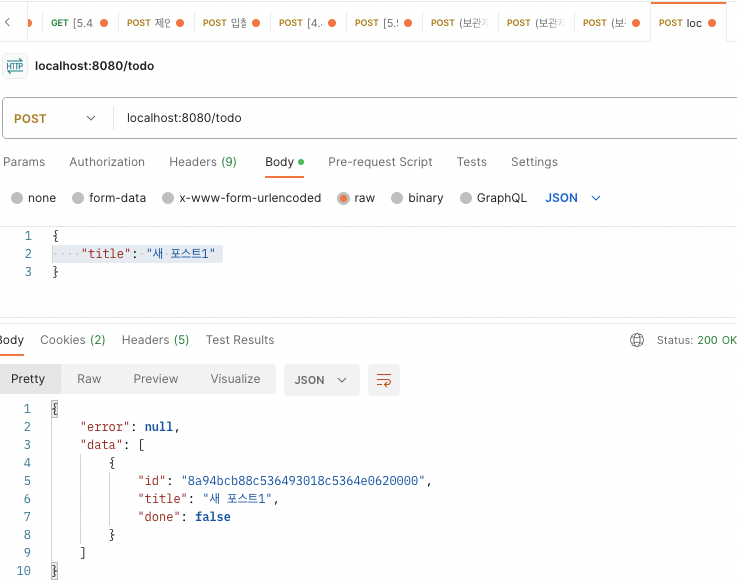 GET [5.4. POST 제안 POST 입찰 POST [4.. POST [5.9 POST (보관자 POST (보관자 POST (보관 POST loc
HTTP localhost:8080/todo
POST localhost:8080/todo
Params Authorization Headers (9) Body Pre-request Script Tests Settings
none form-data x-www-form-urlencoded raw binary GraphQL JSON
1 {
2 ····"title":·"새·포스트1"
3 }
Body Cookies (2) Headers (5) Test Results Status: 200 OK
Pretty Raw Preview Visualize JSON
1 {
2 "error": null,
3 "data": [
4 {
5 "id": "8a94bcb88c536493018c5364e0620000",
6 "title": "새 포스트1",
7 "done": false
8 }
9 ]
10 }